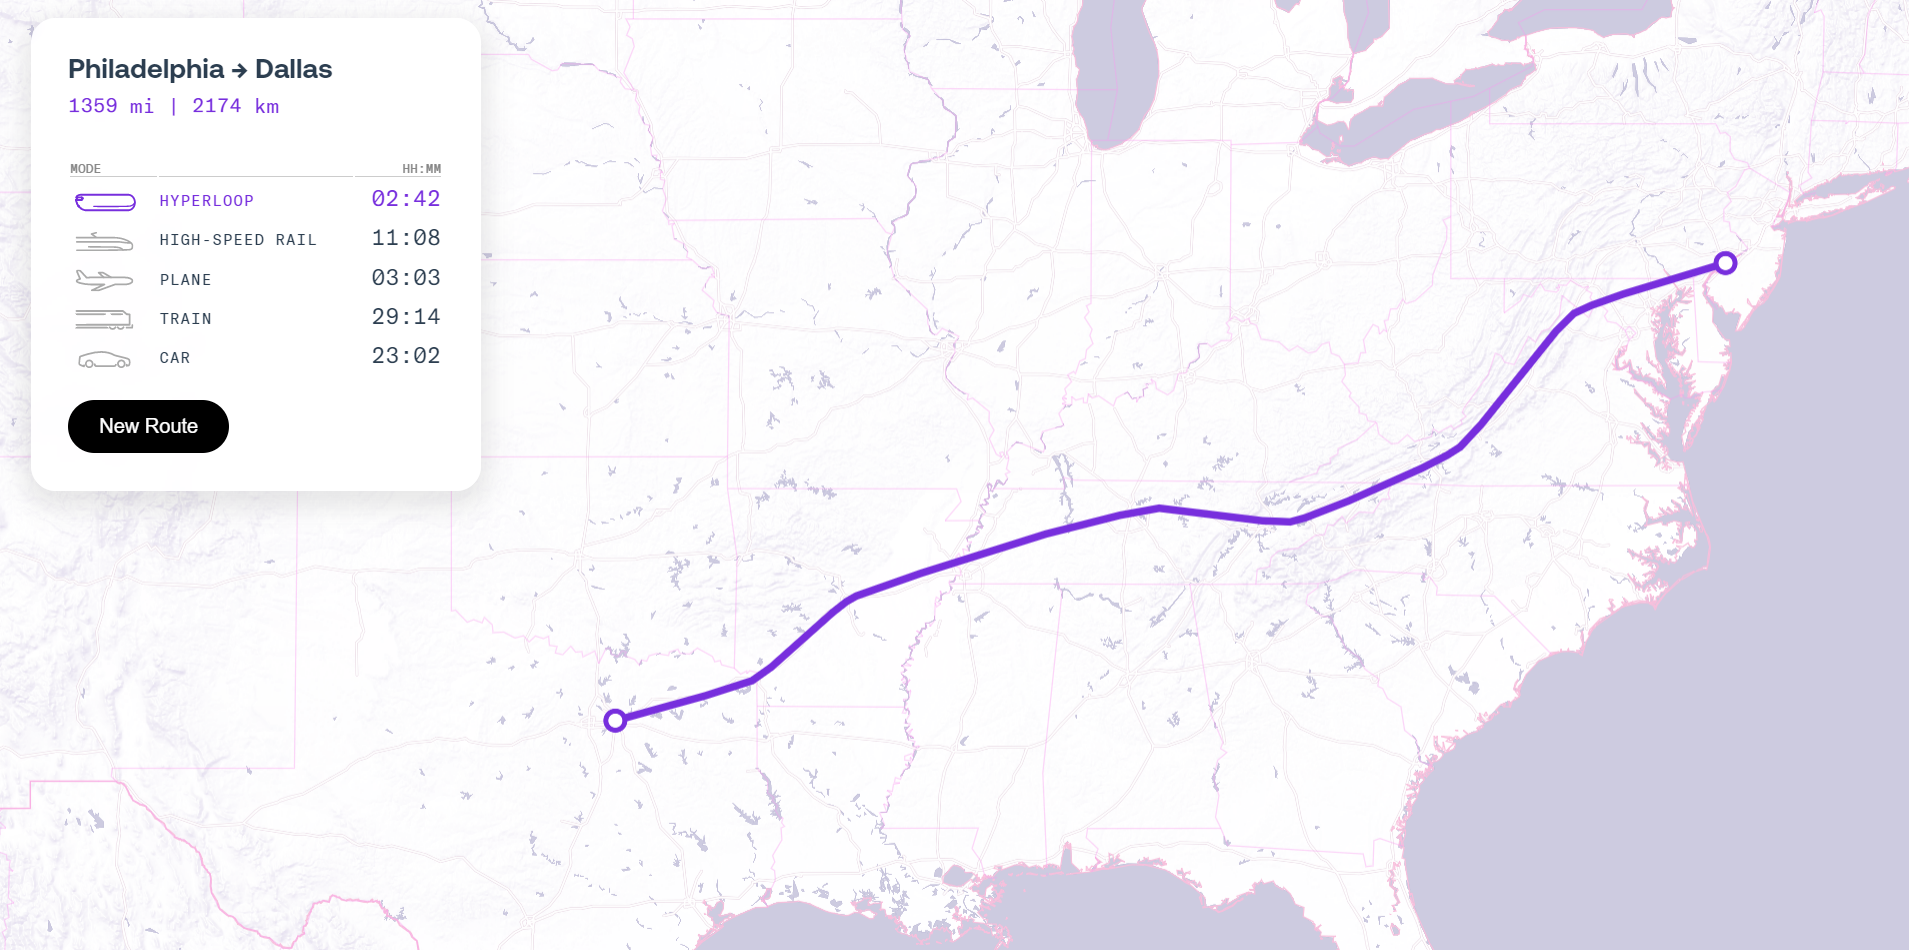 Philadelphia → Dallas
1359 mi | 2174 km
MODE HH:MM
HYPERLOOP 02:42
HIGH-SPEED RAIL 11:08
PLANE 03:03
TRAIN 29:14
CAR 23:02
New Route